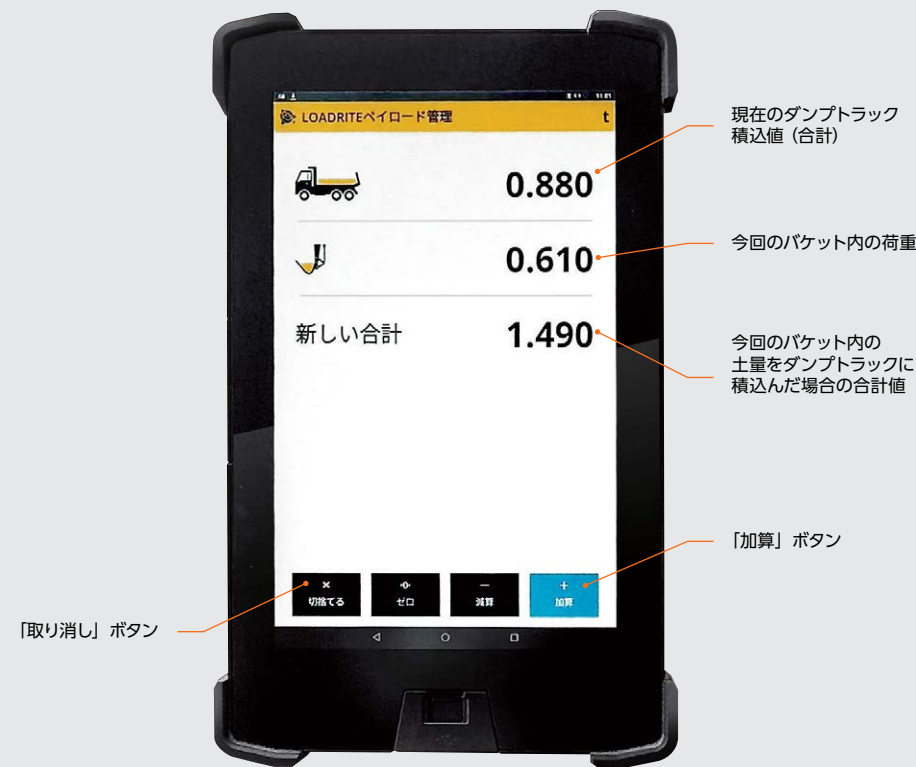 LOADRITEペイロード管理
t
0.880
0.610
新しい合計
1.490
×
切捨てる
ゼロ
減算
+
加算
現在のダンプトラック
積込値（合計）
今回のバケット内の荷重
今回のバケット内の
土量をダンプトラックに
積込んだ場合の合計値
「加算」ボタン
「取り消し」ボタン